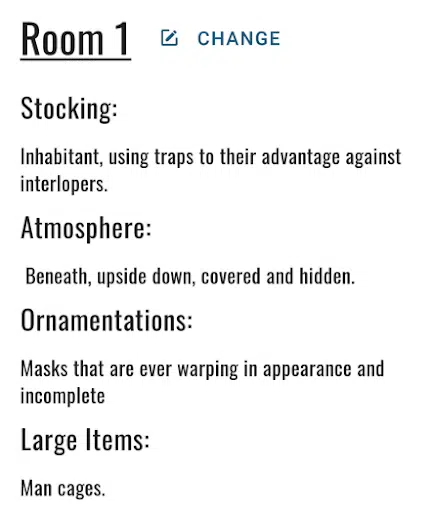 Room 1 CHANGE
Stocking:
Inhabitant, using traps to their advantage against
interlopers.
Atmosphere:
Beneath, upside down, covered and hidden.
Ornamentations:
Masks that are ever warping in appearance and
incomplete
Large Items:
Man cages.